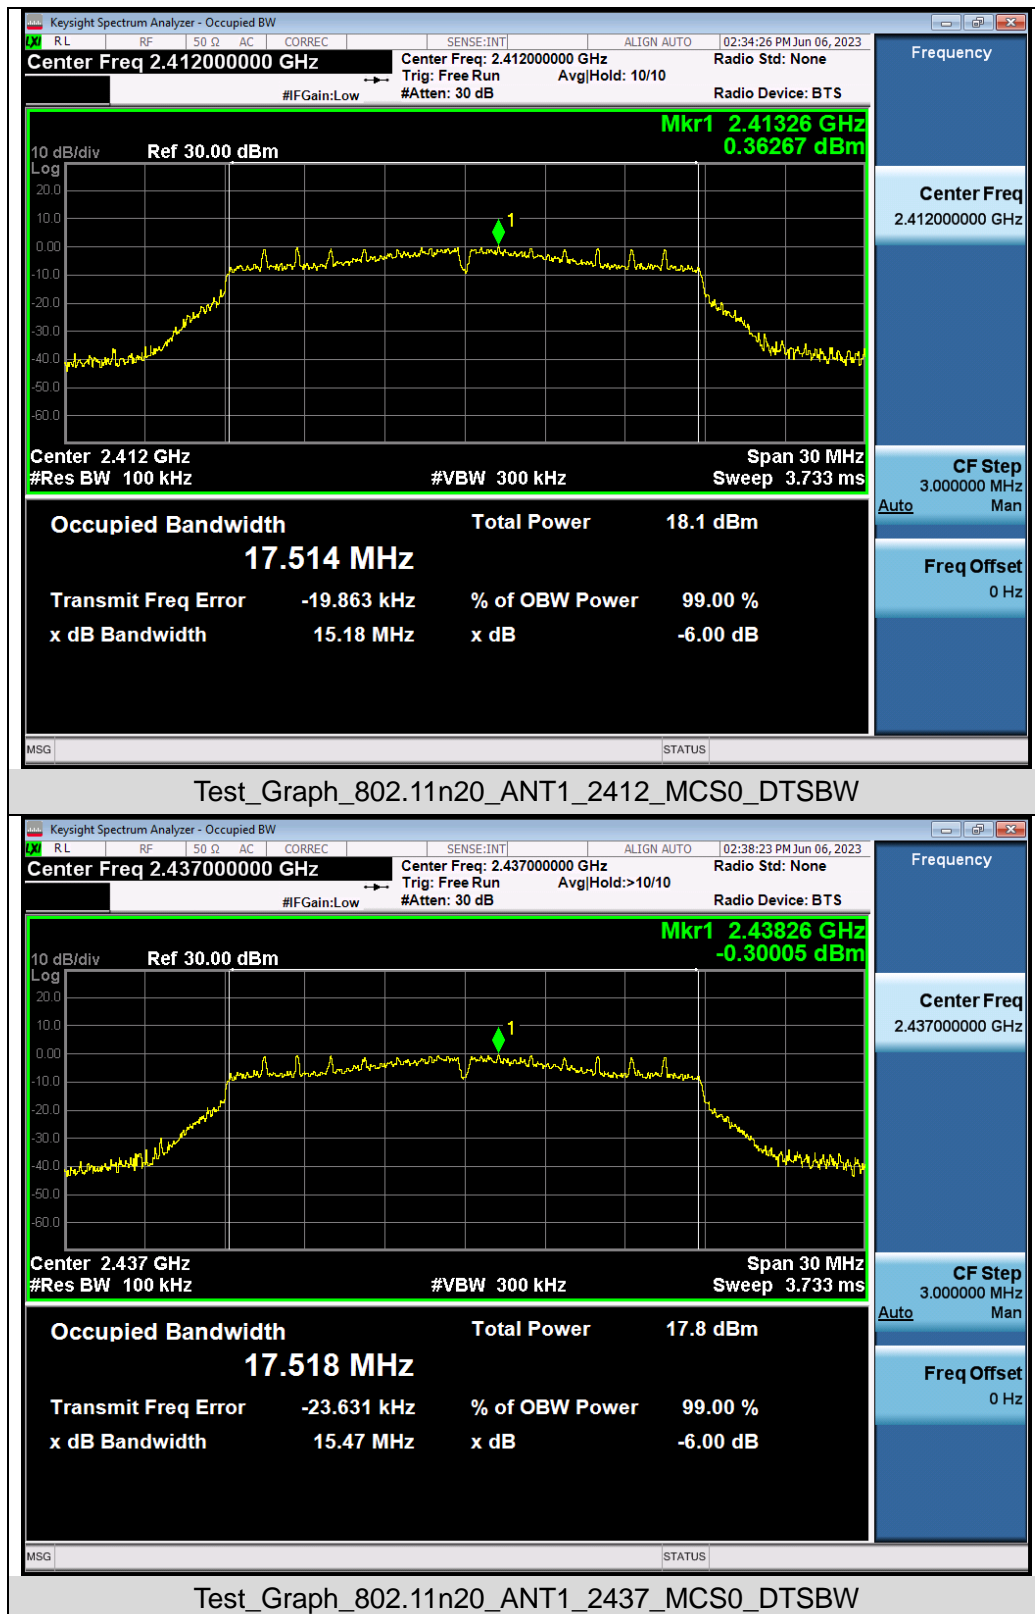 Keysight Spectrum Analyzer - Occupied BW
LXI RL RF 50 Ω AC CORREC SENSE:INT ALIGN AUTO 02:34:26 PM Jun 06, 2023
Center Freq 2.412000000 GHz
Center Freq: 2.412000000 GHz
Radio Std: None
Trig: Free Run Avg|Hold: 10/10
#IFGain:Low #Atten: 30 dB Radio Device: BTS
Frequency
Mkr1 2.41326 GHz
0.36267 dBm
10 dB/div Ref 30.00 dBm
Log
20.0
10.0
0.00
-10.0
-20.0
-30.0
-40.0
-50.0
-60.0
1
Center 2.412 GHz Span 30 MHz
#Res BW 100 kHz #VBW 300 kHz Sweep 3.733 ms
Center Freq
2.412000000 GHz
CF Step
3.000000 MHz
Auto Man
Freq Offset
0 Hz
Occupied Bandwidth Total Power 18.1 dBm
17.514 MHz
Transmit Freq Error -19.863 kHz % of OBW Power 99.00 %
x dB Bandwidth 15.18 MHz x dB -6.00 dB
MSG STATUS
Test_Graph_802.11n20_ANT1_2412_MCS0_DTSBW
Keysight Spectrum Analyzer - Occupied BW
LXI RL RF 50 Ω AC CORREC SENSE:INT ALIGN AUTO 02:38:23 PM Jun 06, 2023
Center Freq 2.437000000 GHz
Center Freq: 2.437000000 GHz
Radio Std: None
Trig: Free Run Avg|Hold:>10/10
#IFGain:Low #Atten: 30 dB Radio Device: BTS
Frequency
Mkr1 2.43826 GHz
-0.30005 dBm
10 dB/div Ref 30.00 dBm
Log
20.0
10.0
0.00
-10.0
-20.0
-30.0
-40.0
-50.0
-60.0
1
Center 2.437 GHz Span 30 MHz
#Res BW 100 kHz #VBW 300 kHz Sweep 3.733 ms
Center Freq
2.437000000 GHz
CF Step
3.000000 MHz
Auto Man
Freq Offset
0 Hz
Occupied Bandwidth Total Power 17.8 dBm
17.518 MHz
Transmit Freq Error -23.631 kHz % of OBW Power 99.00 %
x dB Bandwidth 15.47 MHz x dB -6.00 dB
MSG STATUS
Test_Graph_802.11n20_ANT1_2437_MCS0_DTSBW